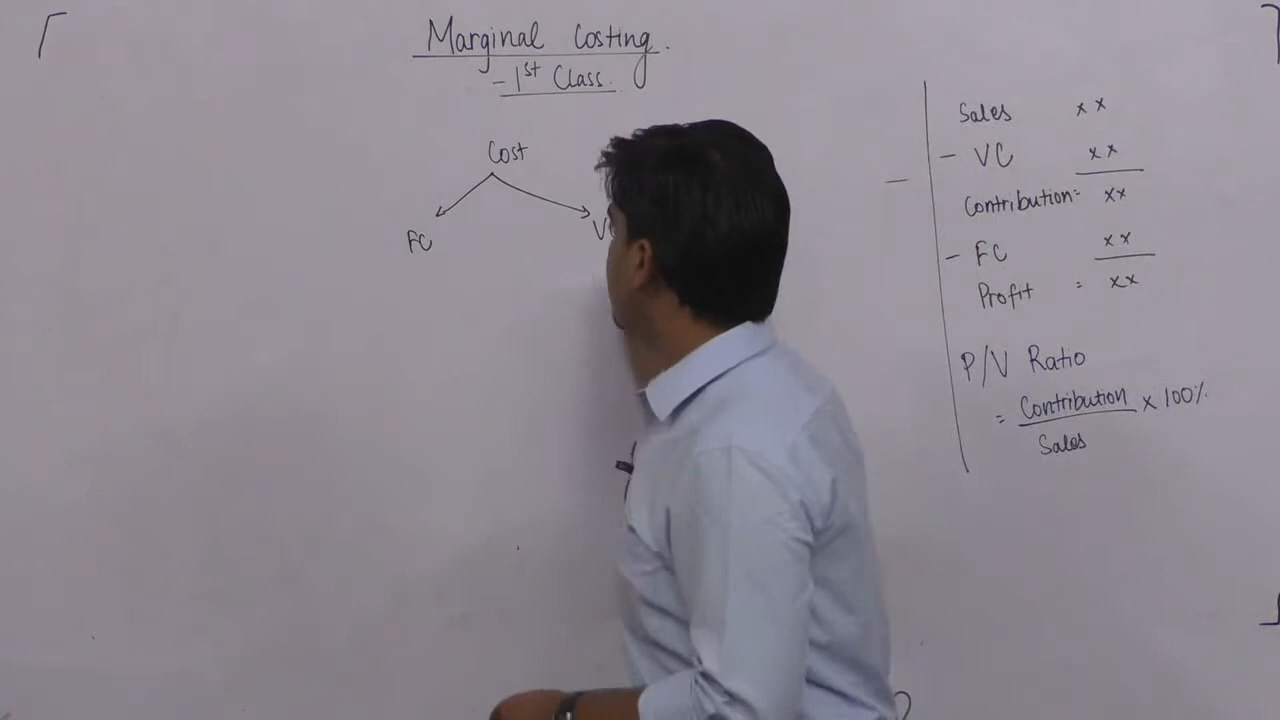 Marginal Costing.
- 1st Class.
Cost
FC
Sales xx
- VC xx
Contribution = xx
- FC xx
Profit = xx
P/V Ratio
= Contribution × 100%
Sales